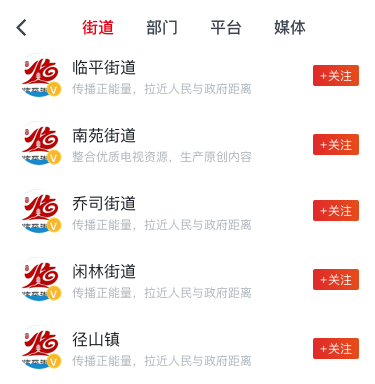 街道 部门 平台 媒体
临平街道
传播正能量，拉近人民与政府距离
+关注
南苑街道
整合优质电视资源，生产原创内容
+关注
乔司街道
传播正能量，拉近人民与政府距离
+关注
闲林街道
传播正能量，拉近人民与政府距离
+关注
径山镇
传播正能量，拉近人民与政府距离
+关注